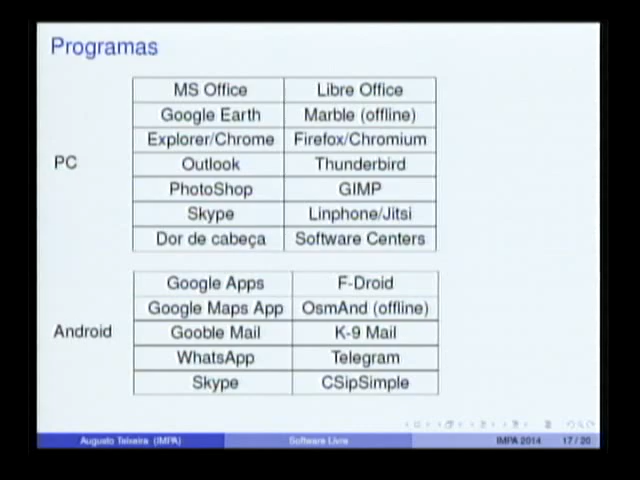 Programas
PC
MS Office Libre Office
Google Earth Marble (offline)
Explorer/Chrome Firefox/Chromium
Outlook Thunderbird
PhotoShop GIMP
Skype Linphone/Jitsi
Dor de cabeça Software Centers
Android
Google Apps F-Droid
Google Maps App OsmAnd (offline)
Gooble Mail K-9 Mail
WhatsApp Telegram
Skype CSipSimple
Augusto Teixeira (IMPA) Software Livre IMPA 2014 17 / 20